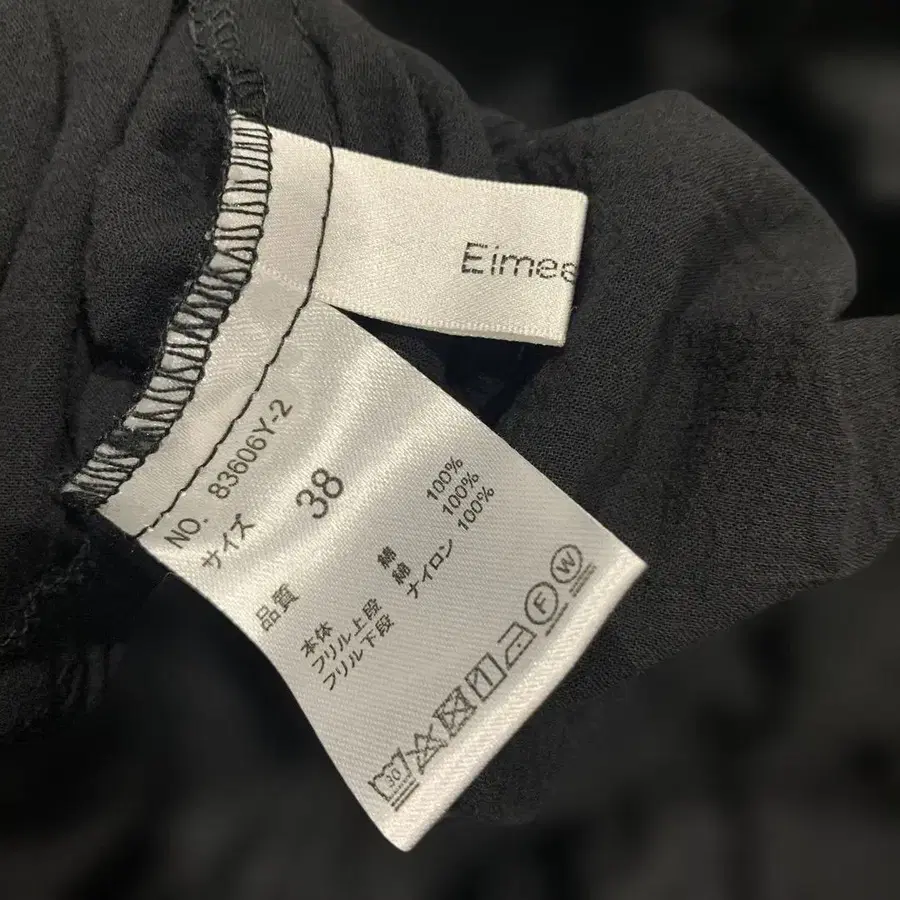 Eimee
NO. 83606Y-2
サイズ 38
品質
本体 綿 100%
フリル上段 綿 100%
フリル下段 ナイロン 100%
30
F W